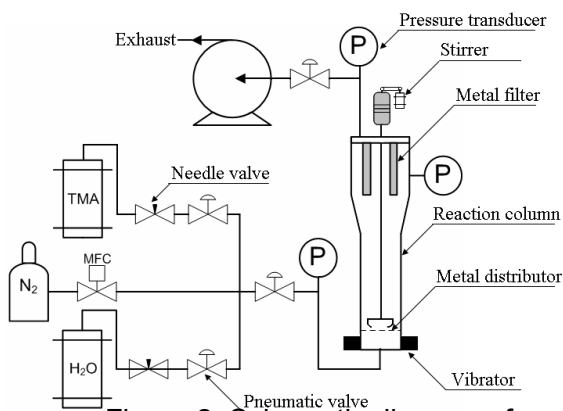 Pressure transducer
Exhaust
P
Stirrer
Metal filter
Needle valve
TMA
P
Reaction column
MFC
P
N2
Metal distributor
H2O
Vibrator
Pneumatic valve